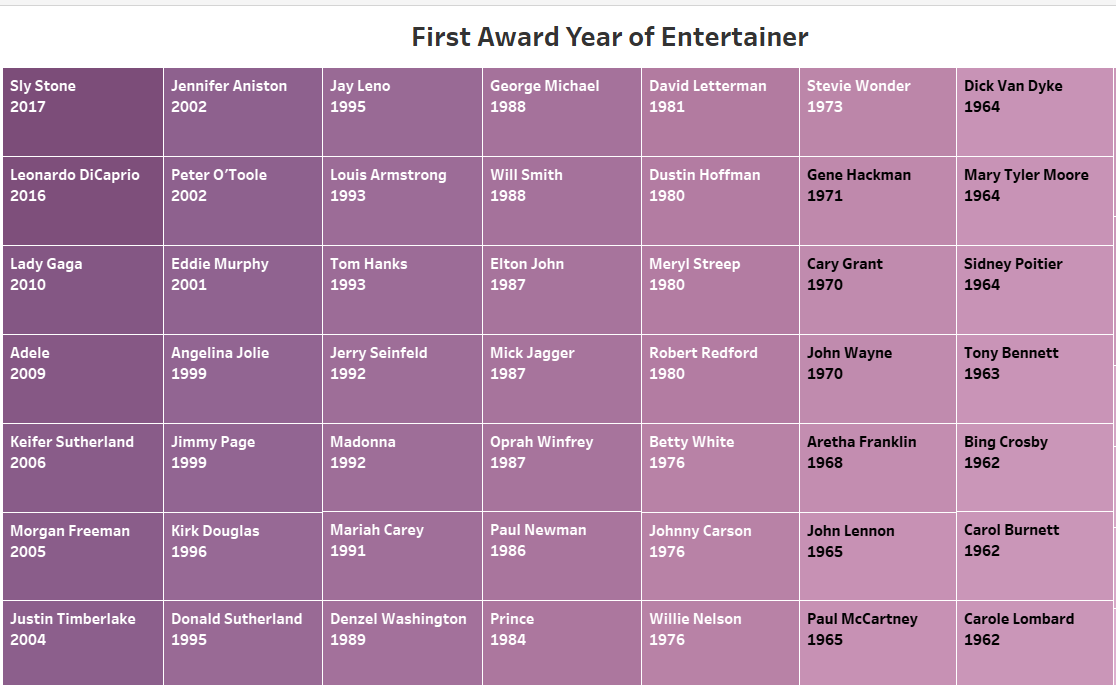 First Award Year of Entertainer
Sly Stone
2017
Jennifer Aniston
2002
Jay Leno
1995
George Michael
1988
David Letterman
1981
Stevie Wonder
1973
Dick Van Dyke
1964
Leonardo DiCaprio
2016
Peter O’Toole
2002
Louis Armstrong
1993
Will Smith
1988
Dustin Hoffman
1980
Gene Hackman
1971
Mary Tyler Moore
1964
Lady Gaga
2010
Eddie Murphy
2001
Tom Hanks
1993
Elton John
1987
Meryl Streep
1980
Cary Grant
1970
Sidney Poitier
1964
Adele
2009
Angelina Jolie
1999
Jerry Seinfeld
1992
Mick Jagger
1987
Robert Redford
1980
John Wayne
1970
Tony Bennett
1963
Keifer Sutherland
2006
Jimmy Page
1999
Madonna
1992
Oprah Winfrey
1987
Betty White
1976
Aretha Franklin
1968
Bing Crosby
1962
Morgan Freeman
2005
Kirk Douglas
1996
Mariah Carey
1991
Paul Newman
1986
Johnny Carson
1976
John Lennon
1965
Carol Burnett
1962
Justin Timberlake
2004
Donald Sutherland
1995
Denzel Washington
1989
Prince
1984
Willie Nelson
1976
Paul McCartney
1965
Carole Lombard
1962